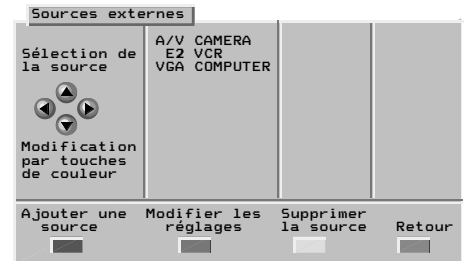 Sources externes
Sélection de
la source
A/V CAMERA
E2 VCR
VGA COMPUTER
Modification
par touches
de couleur
Ajouter une
source
Modifier les
réglages
Supprimer
la source
Retour